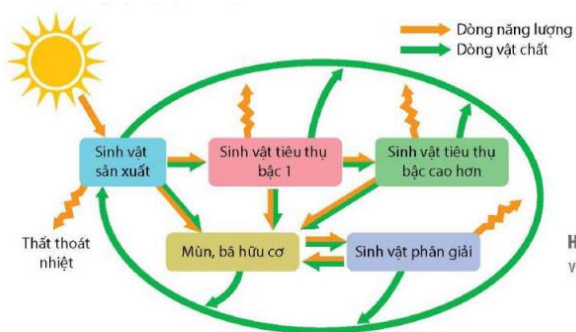 Dòng năng lượng
Dòng vật chất
Sinh vật
sản xuất
Sinh vật tiêu thụ
bậc 1
Sinh vật tiêu thụ
bậc cao hơn
Thất thoát
nhiệt
Mùn, bã hữu cơ
Sinh vật phân giải
H
v